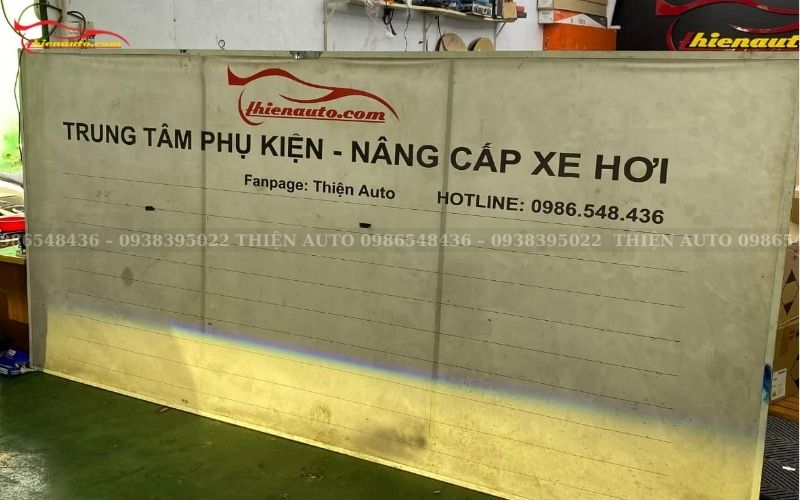 thienauto.com
thienauto.com
thienauto.com
TRUNG TÂM PHỤ KIỆN - NÂNG CẤP XE HƠI
Fanpage: Thiện Auto HOTLINE: 0986.548.436
0986548436 - 0938395022 THIỆN AUTO 0986548436 - 0938395022 THIỆN AUTO 09865